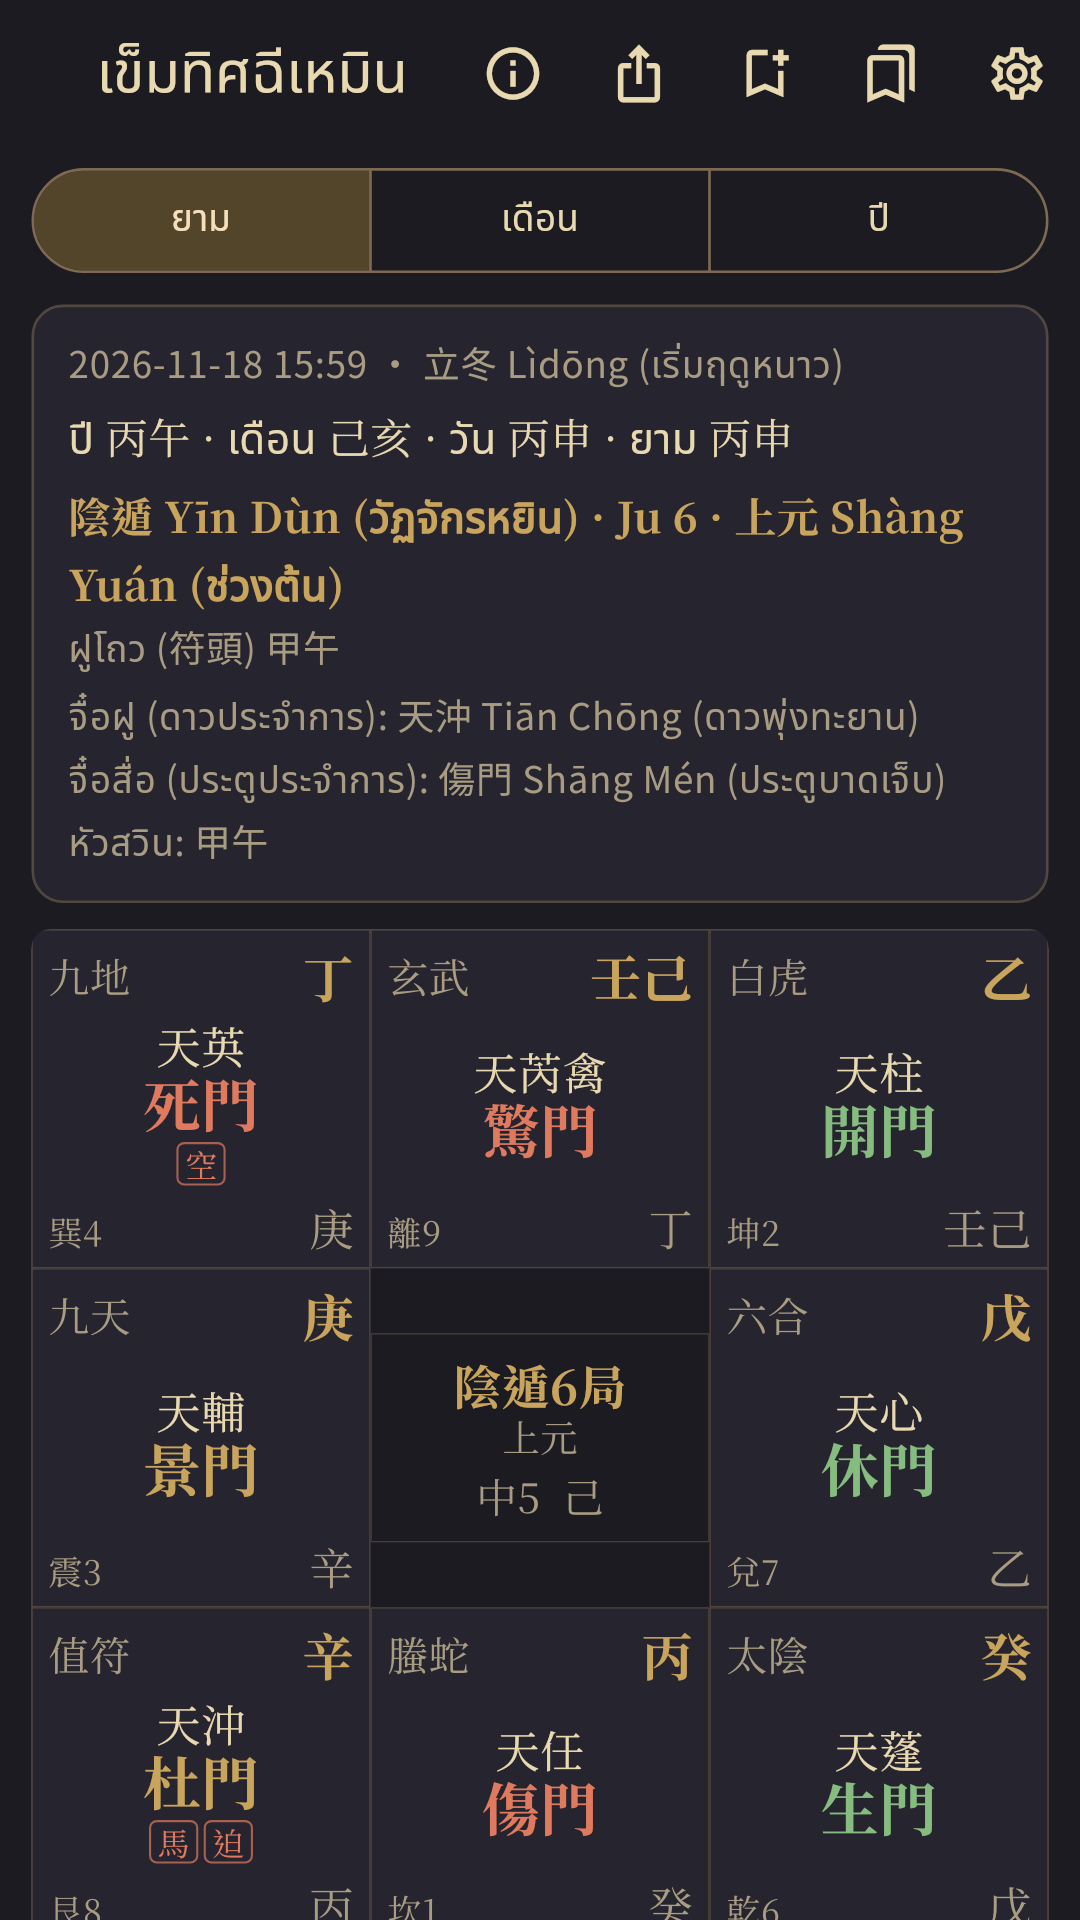 เข็มทิศฉีเหมิน
ยาม
เดือน
ปี
2026-11-18 15:59 · 立冬 Lìdōng (เริ่มฤดูหนาว)
ปี 丙午 · เดือน 己亥 · วัน 丙申 · ยาม 丙申
陰遁 Yīn Dùn (วัฏจักรหยิน) · Ju 6 · 上元 Shàng
Yuán (ช่วงต้น)
ฝูโถว (符頭) 甲午
จื๋อฝู (ดาวประจำการ): 天沖 Tiān Chōng (ดาวพุ่งทะยาน)
จื๋อสื่อ (ประตูประจำการ): 傷門 Shāng Mén (ประตูบาดเจ็บ)
หัวสวิน: 甲午
九地 丁
天英
死門
空
巽4 庚
玄武 壬己
天芮禽
驚門
離9 丁
白虎 乙
天柱
開門
坤2 壬己
九天 庚
天輔
景門
震3 辛
陰遁6局
上元
中5 己
六合 戊
天心
休門
兌7 乙
值符 辛
天沖
杜門
馬 迫
艮8 丙
螣蛇 丙
天任
傷門
坎1 癸
太陰 癸
天蓬
生門
乾6 戊